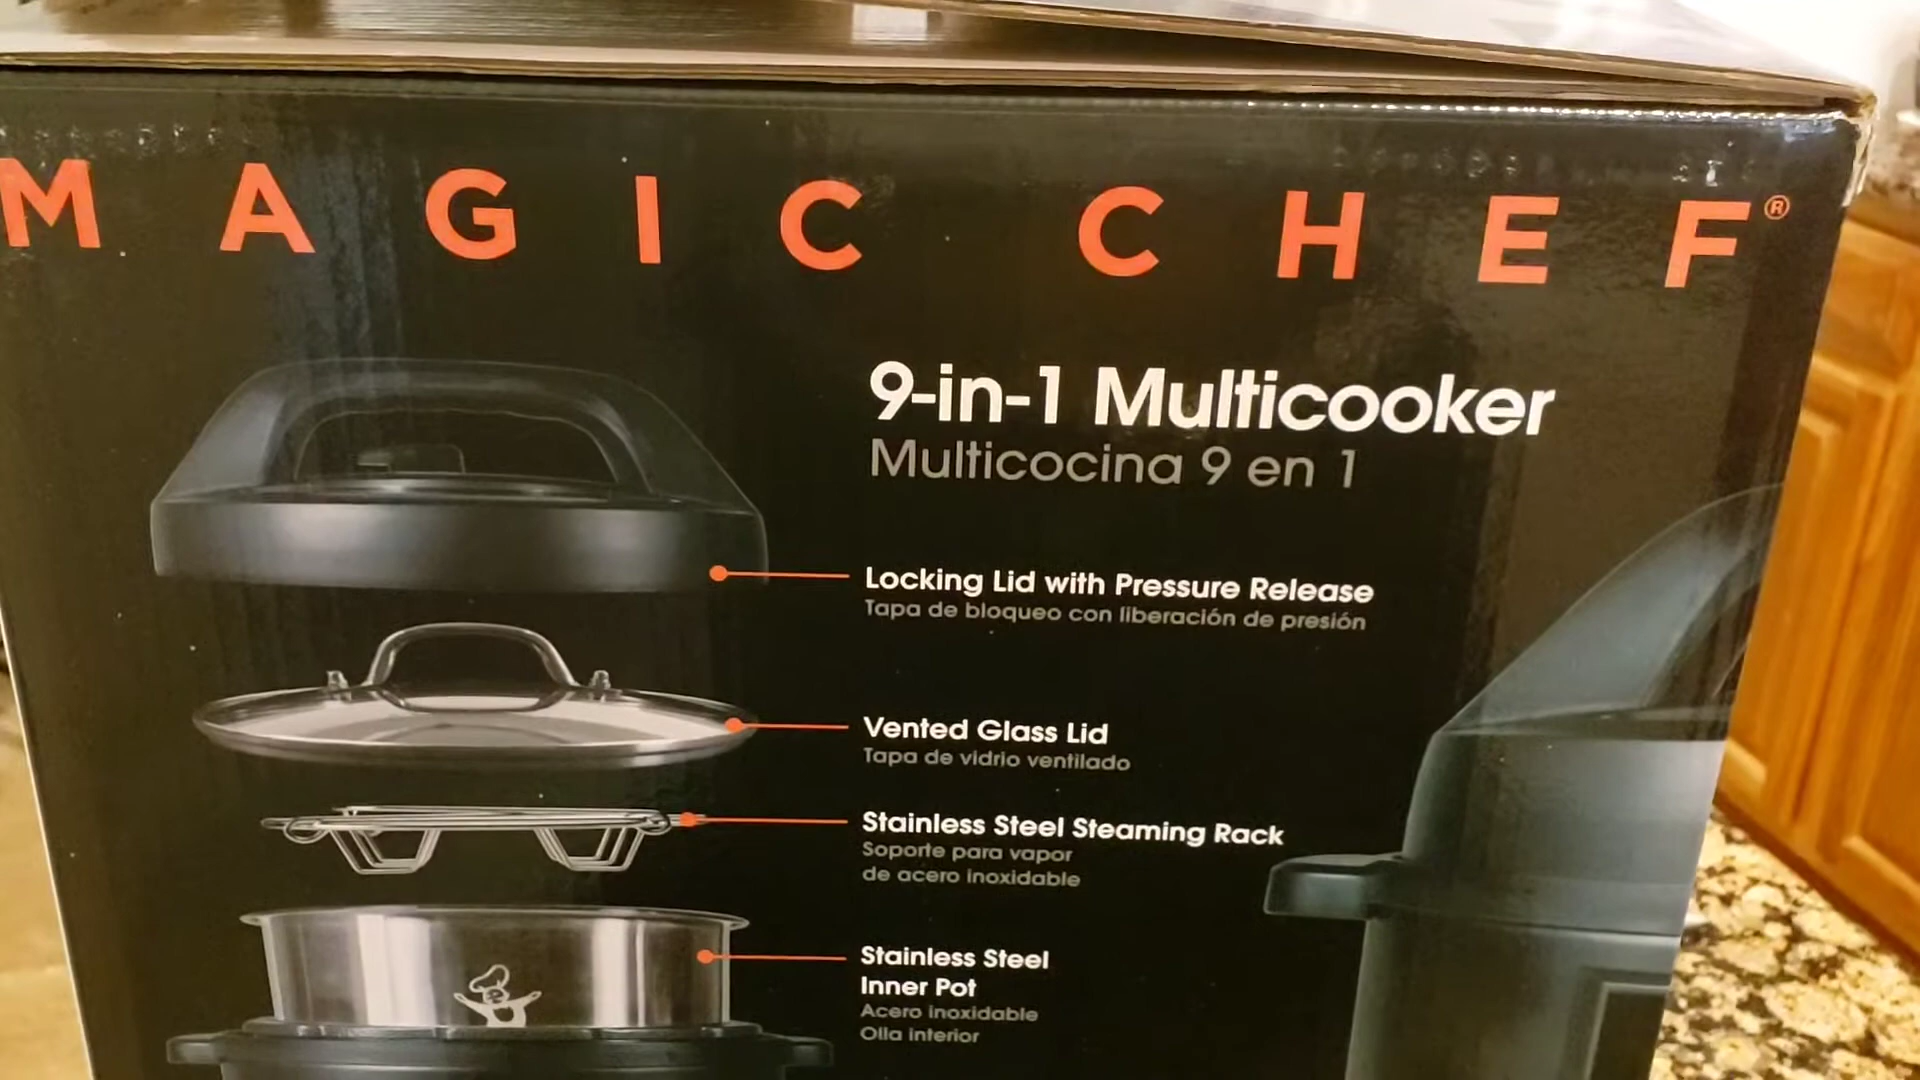 MAGIC CHEF®
9-in-1 Multicooker
Multicocina 9 en 1
Locking Lid with Pressure Release
Tapa de bloqueo con liberación de presión
Vented Glass Lid
Tapa de vidrio ventilado
Stainless Steel Steaming Rack
Soporte para vapor
de acero inoxidable
Stainless Steel
Inner Pot
Acero inoxidable
Olla interior